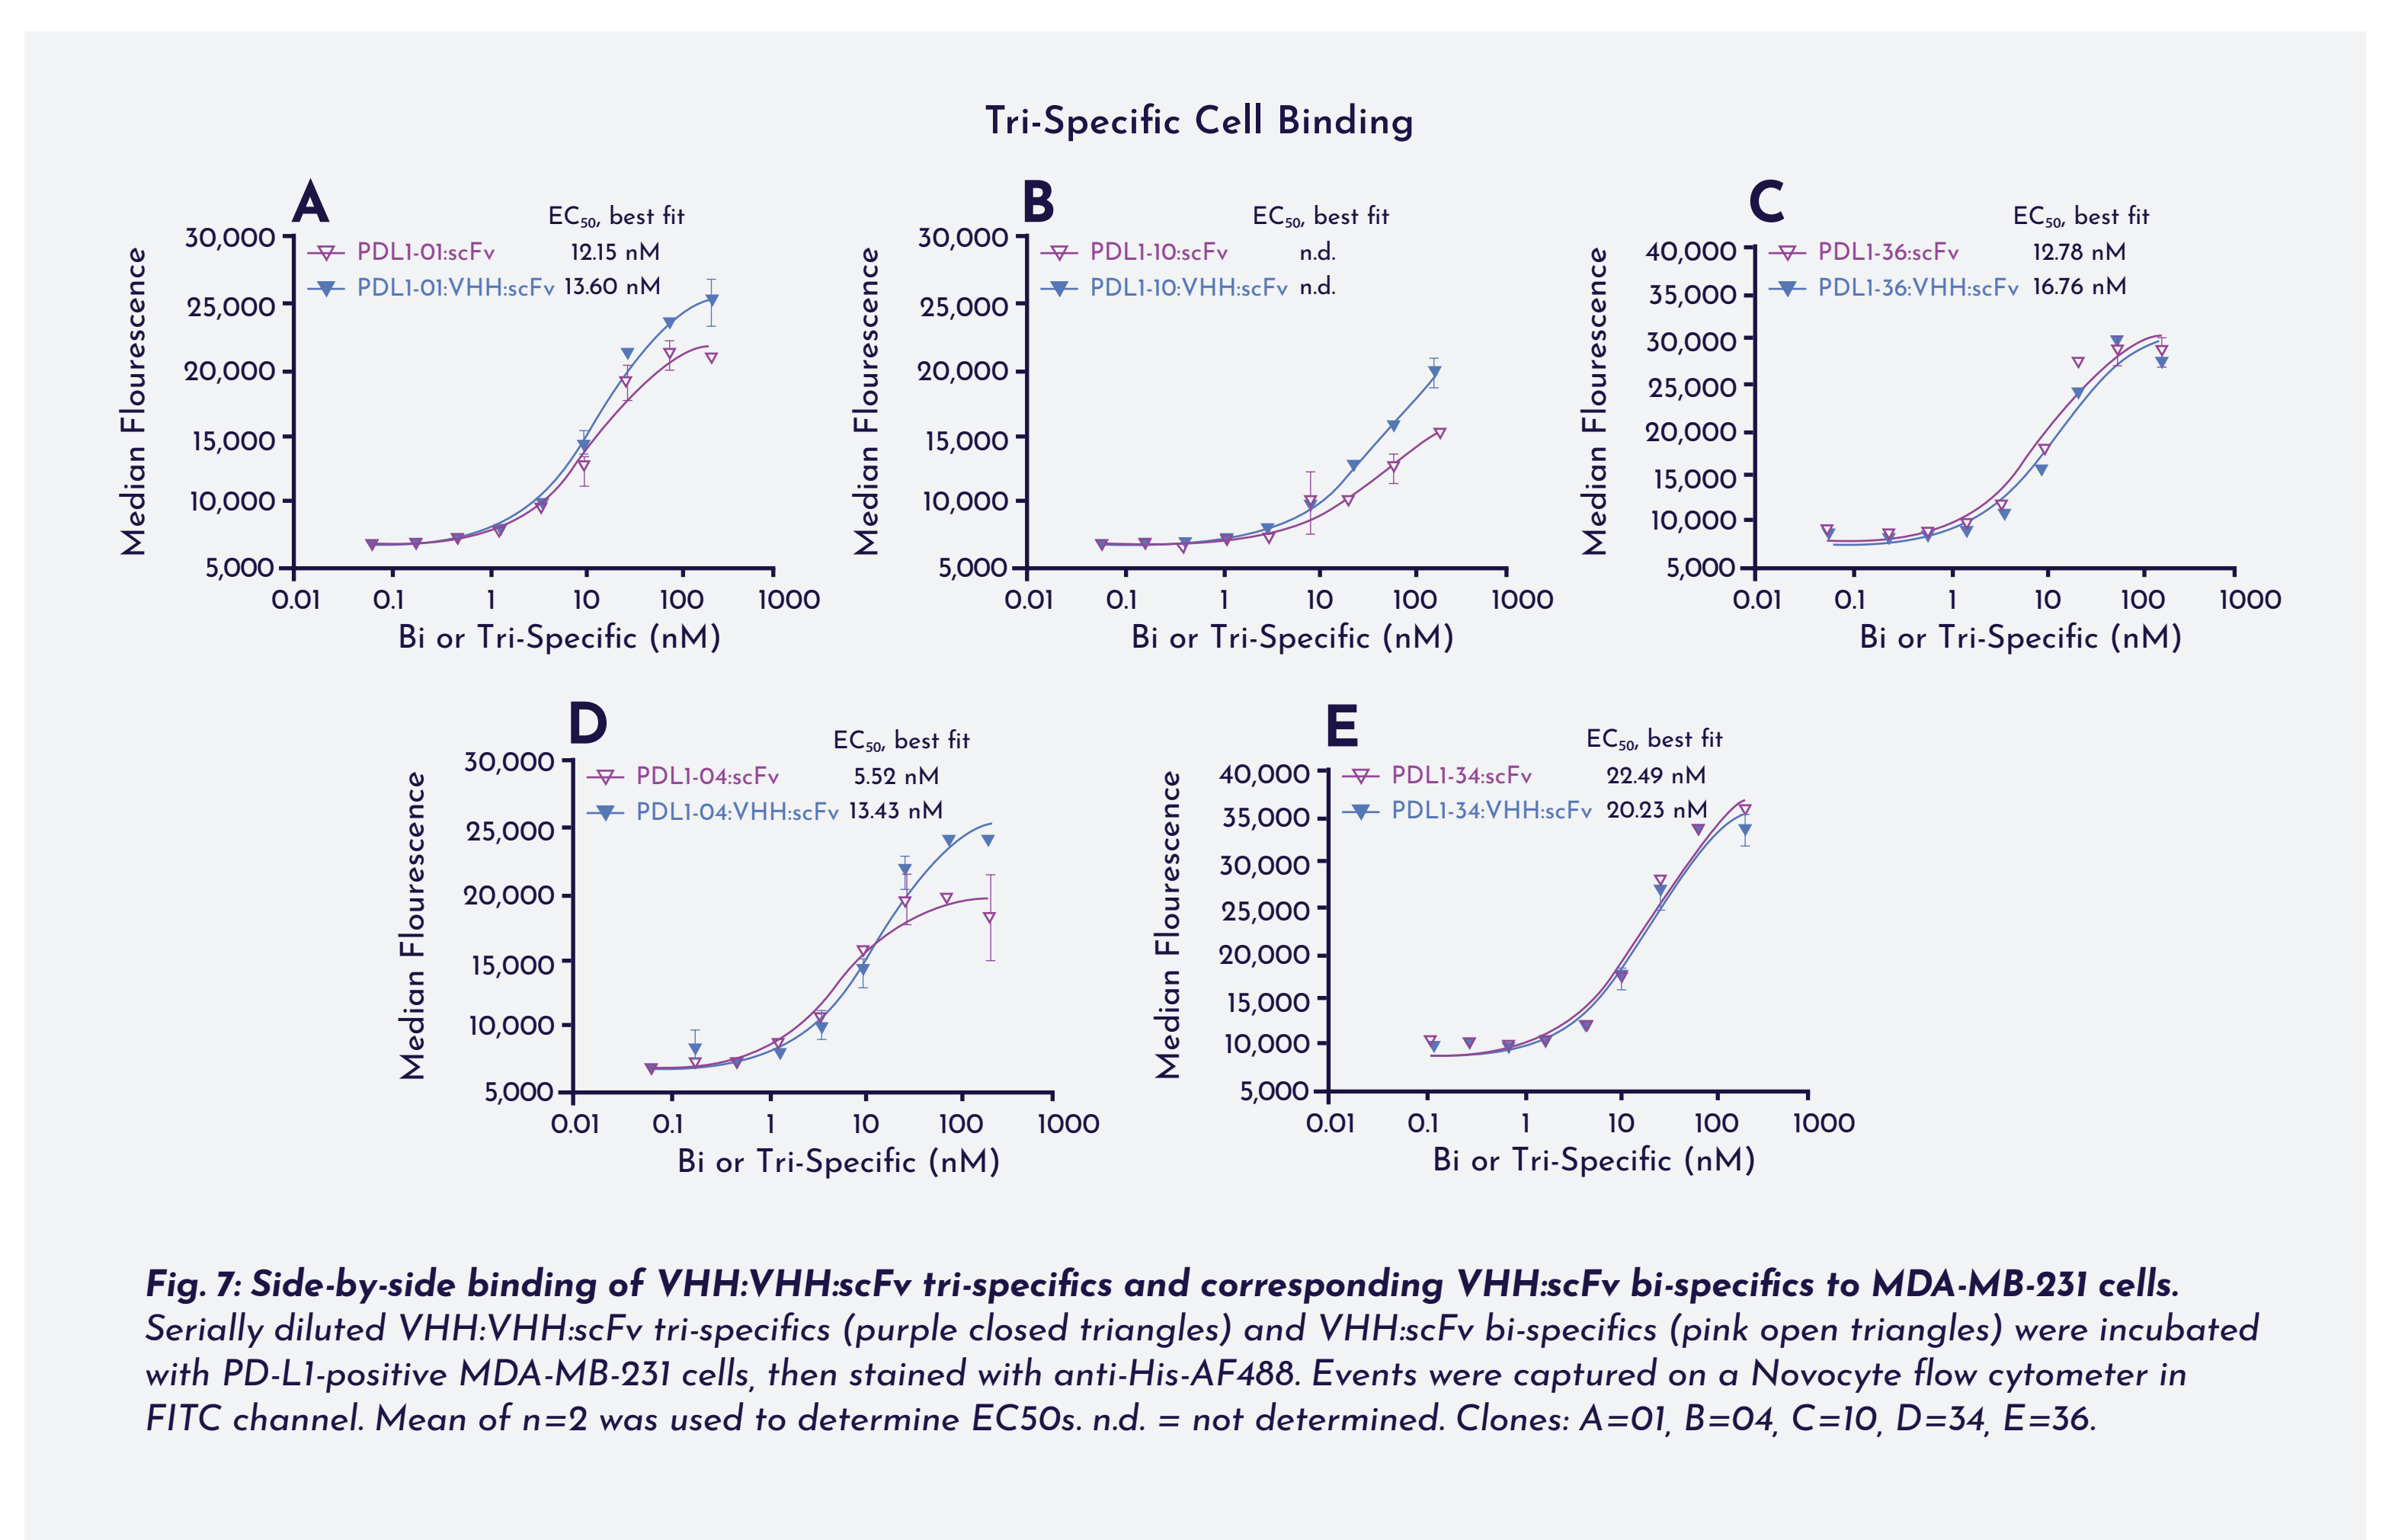 Tri-Specific Cell Binding
A
EC₅₀, best fit
PDL1-01:scFv 12.15 nM
PDL1-01:VHH:scFv 13.60 nM
Median Flourescence
30,000
25,000
20,000
15,000
10,000
5,000
0.01 0.1 1 10 100 1000
Bi or Tri-Specific (nM)
B
EC₅₀, best fit
PDL1-10:scFv n.d.
PDL1-10:VHH:scFv n.d.
Median Flourescence
30,000
25,000
20,000
15,000
10,000
5,000
0.01 0.1 1 10 100 1000
Bi or Tri-Specific (nM)
C
EC₅₀, best fit
PDL1-36:scFv 12.78 nM
PDL1-36:VHH:scFv 16.76 nM
Median Flourescence
40,000
35,000
30,000
25,000
20,000
15,000
10,000
5,000
0.01 0.1 1 10 100 1000
Bi or Tri-Specific (nM)
D
EC₅₀, best fit
PDL1-04:scFv 5.52 nM
PDL1-04:VHH:scFv 13.43 nM
Median Flourescence
30,000
25,000
20,000
15,000
10,000
5,000
0.01 0.1 1 10 100 1000
Bi or Tri-Specific (nM)
E
EC₅₀, best fit
PDL1-34:scFv 22.49 nM
PDL1-34:VHH:scFv 20.23 nM
Median Flourescence
40,000
35,000
30,000
25,000
20,000
15,000
10,000
5,000
0.01 0.1 1 10 100 1000
Bi or Tri-Specific (nM)
Fig. 7: Side-by-side binding of VHH:VHH:scFv tri-specifics and corresponding VHH:scFv bi-specifics to MDA-MB-231 cells.
Serially diluted VHH:VHH:scFv tri-specifics (purple closed triangles) and VHH:scFv bi-specifics (pink open triangles) were incubated
with PD-L1-positive MDA-MB-231 cells, then stained with anti-His-AF488. Events were captured on a Novocyte flow cytometer in
FITC channel. Mean of n=2 was used to determine EC50s. n.d. = not determined. Clones: A=01, B=04, C=10, D=34, E=36.